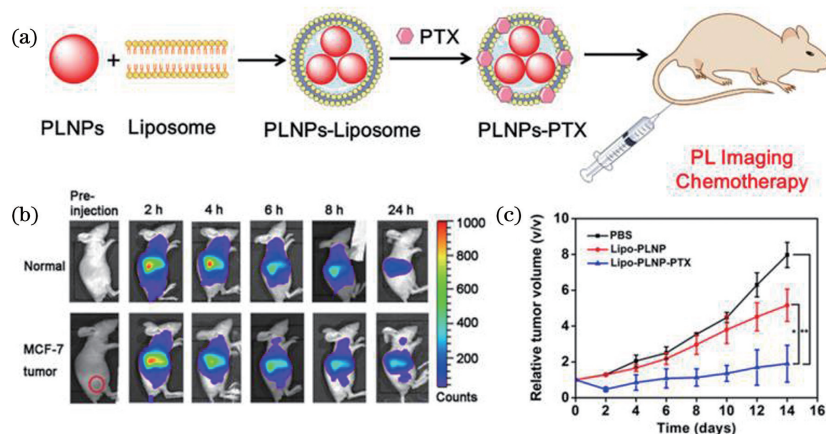 (a)
PTX
PLNPs + Liposome
PLNPs-Liposome
PLNPs-PTX
PL Imaging
Chemotherapy
(b)
Pre-
injection
2 h
4 h
6 h
8 h
24 h
Normal
MCF-7
tumor
1000
800
600
400
200
Counts
(c)
Relative tumor volume (v/v)
10
8
6
4
2
0
PBS
Lipo-PLNP
Lipo-PLNP-PTX
* **
0 2 4 6 8 10 12 14 16
Time (days)